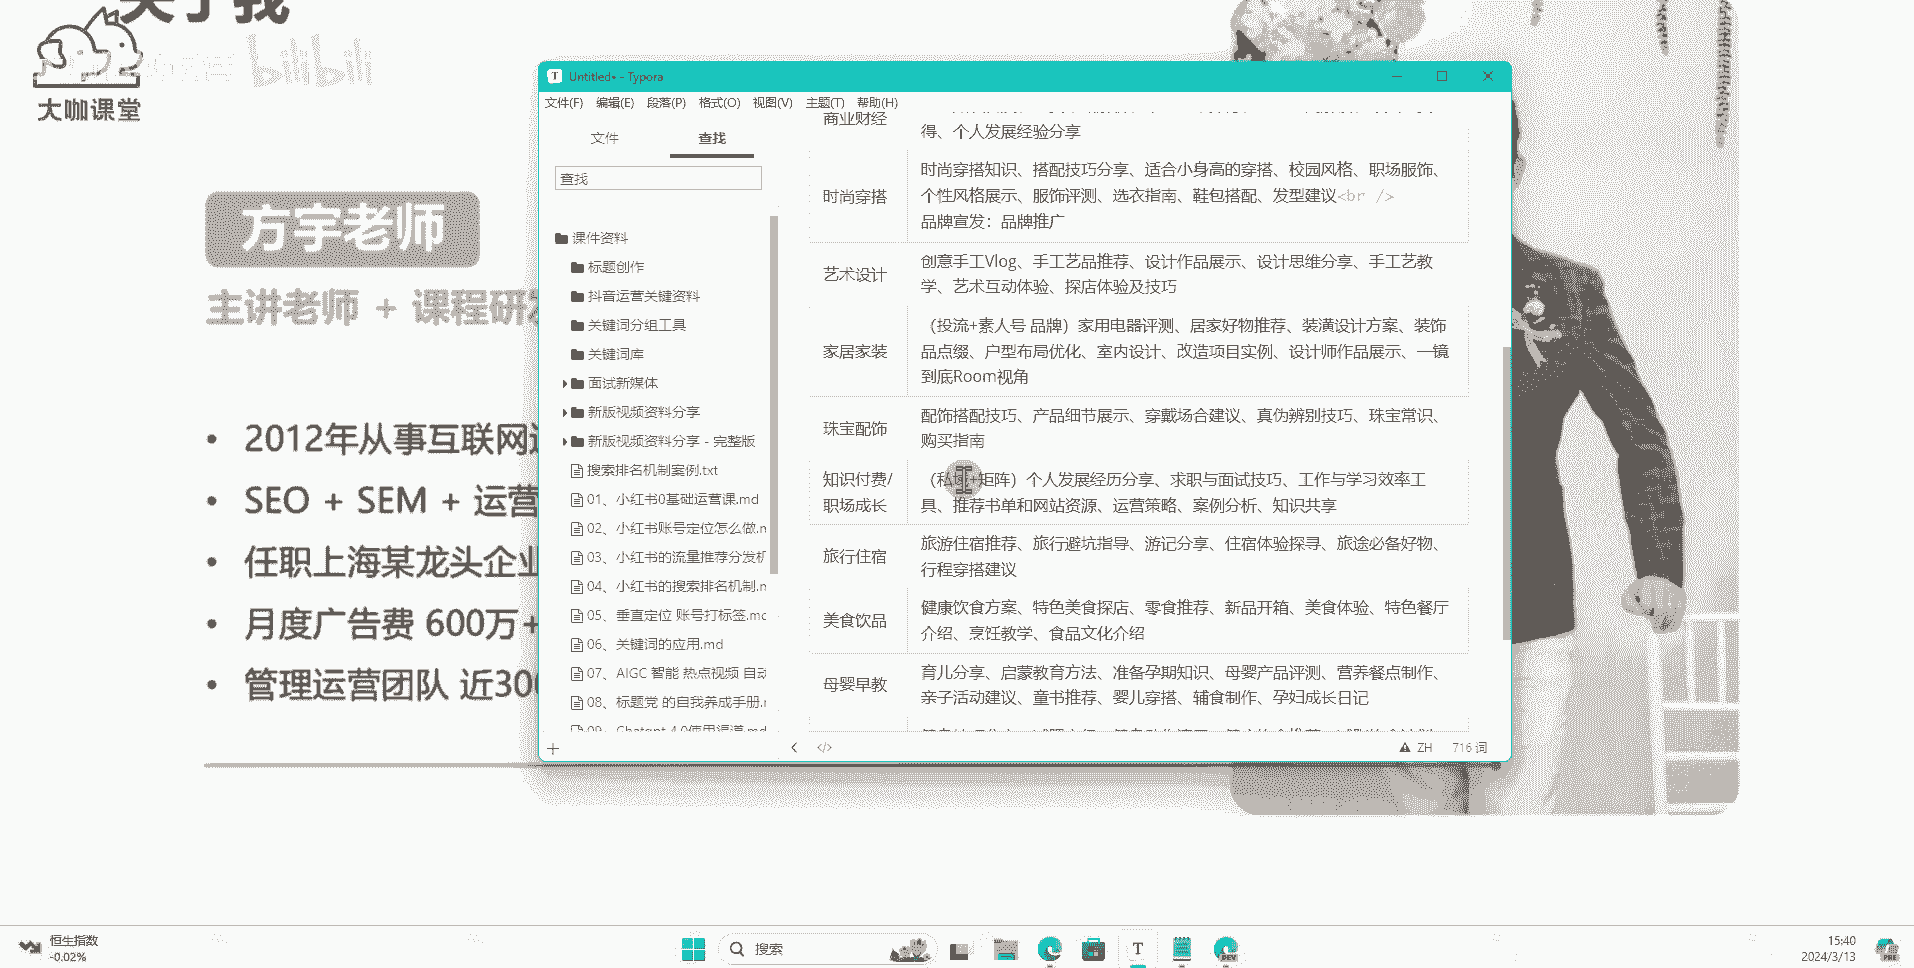 关于我
bilibili
大咖课堂
方宇老师
主讲老师 + 课程研发
2012年从事互联网
SEO + SEM + 运营
任职上海某龙头企业
月度广告费 600万+
管理运营团队 近300
Untitled• - Typora
文件(F) 编辑(E) 段落(P) 格式(O) 视图(V) 主题(T) 帮助(H)
文件 查找
查找
课件资料
标题创作
抖音运营关键资料
关键词分组工具
关键词库
面试新媒体
新版视频资料分享
新版视频资料分享 - 完整版
搜索排名机制案例.txt
01、小红书0基础运营课.md
02、小红书账号定位怎么做.m
03、小红书的流量推荐分发机
04、小红书的搜索排名机制.m
05、垂直定位 账号打标签.mc
06、关键词的应用.md
07、AIGC 智能 热点视频 自动
08、标题党 的自我养成手册.r
09、Chatgpt 4.0使用渠道.md
商业财经
得、个人发展经验分享
时尚穿搭
时尚穿搭知识、搭配技巧分享、适合小身高的穿搭、校园风格、职场服饰、
个性风格展示、服饰评测、选衣指南、鞋包搭配、发型建议<br />
品牌宣发：品牌推广
艺术设计
创意手工Vlog、手工艺品推荐、设计作品展示、设计思维分享、手工艺教
学、艺术互动体验、探店体验及技巧
家居家装
（投流+素人号 品牌）家用电器评测、居家好物推荐、装潢设计方案、装饰
品点缀、户型布局优化、室内设计、改造项目实例、设计师作品展示、一镜
到底Room视角
珠宝配饰
配饰搭配技巧、产品细节展示、穿戴场合建议、真伪辨别技巧、珠宝常识、
购买指南
知识付费/
职场成长
（私域+矩阵）个人发展经历分享、求职与面试技巧、工作与学习效率工
具、推荐书单和网站资源、运营策略、案例分析、知识共享
旅行住宿
旅游住宿推荐、旅行避坑指导、游记分享、住宿体验探寻、旅途必备好物、
行程穿搭建议
美食饮品
健康饮食方案、特色美食探店、零食推荐、新品开箱、美食体验、特色餐厅
介绍、烹饪教学、食品文化介绍
母婴早教
育儿分享、启蒙教育方法、准备孕期知识、母婴产品评测、营养餐点制作、
亲子活动建议、童书推荐、婴儿穿搭、辅食制作、孕妇成长日记
</> ZH 716 词
恒生指数
-0.02%
搜索
15:40
2024/3/13